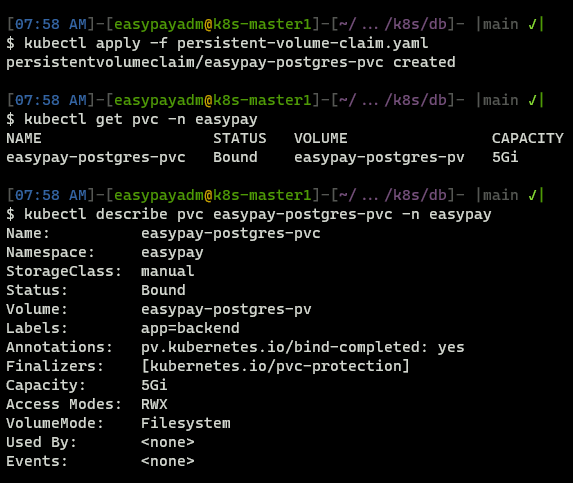 [07:58 AM]-[easypayadm@k8s-master1]-[~/.../k8s/db]- |main ✓|
$ kubectl apply -f persistent-volume-claim.yaml
persistentvolumeclaim/easypay-postgres-pvc created
[07:58 AM]-[easypayadm@k8s-master1]-[~/.../k8s/db]- |main ✓|
$ kubectl get pvc -n easypay
NAME STATUS VOLUME CAPACITY
easypay-postgres-pvc Bound easypay-postgres-pv 5Gi
[07:58 AM]-[easypayadm@k8s-master1]-[~/.../k8s/db]- |main ✓|
$ kubectl describe pvc easypay-postgres-pvc -n easypay
Name: easypay-postgres-pvc
Namespace: easypay
StorageClass: manual
Status: Bound
Volume: easypay-postgres-pv
Labels: app=backend
Annotations: pv.kubernetes.io/bind-completed: yes
Finalizers: [kubernetes.io/pvc-protection]
Capacity: 5Gi
Access Modes: RWX
VolumeMode: Filesystem
Used By: <none>
Events: <none>